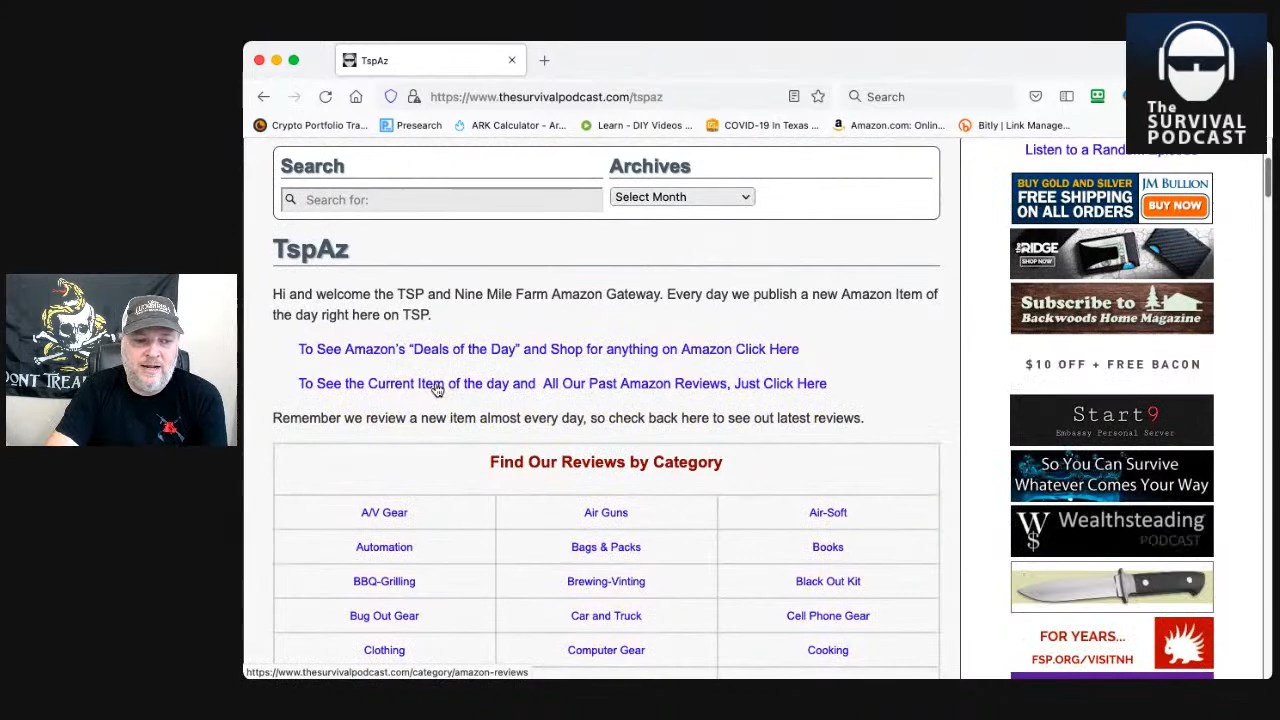 TspAz
https://www.thesurvivalpodcast.com/tspaz
Search
Crypto Portfolio Tra...
Presearch
ARK Calculator - Ar...
Learn - DIY Videos ...
COVID-19 In Texas ...
Amazon.com: Onlin...
Bitly | Link Manage...
The
SURVIVAL
PODCAST
Search
Archives
Search for:
Select Month
TspAz
Hi and welcome the TSP and Nine Mile Farm Amazon Gateway. Every day we publish a new Amazon Item of
the day right here on TSP.
To See Amazon's “Deals of the Day” and Shop for anything on Amazon Click Here
To See the Current Item of the day and All Our Past Amazon Reviews, Just Click Here
Remember we review a new item almost every day, so check back here to see out latest reviews.
Find Our Reviews by Category
A/V Gear
Air Guns
Air-Soft
Automation
Bags & Packs
Books
BBQ-Grilling
Brewing-Vinting
Black Out Kit
Bug Out Gear
Car and Truck
Cell Phone Gear
Clothing
Computer Gear
Cooking
https://www.thesurvivalpodcast.com/category/amazon-reviews
Listen to a Random Episode
BUY GOLD AND SILVER
FREE SHIPPING
ON ALL ORDERS
JM BULLION
BUY NOW
RIDGE
SHOP NOW
Subscribe to
Backwoods Home Magazine
$10 OFF + FREE BACON
Start9
Embassy Personal Server
So You Can Survive
Whatever Comes Your Way
WS
Wealthsteading
PODCAST
FOR YEARS...
FSP.ORG/VISITNH
DONT TREA